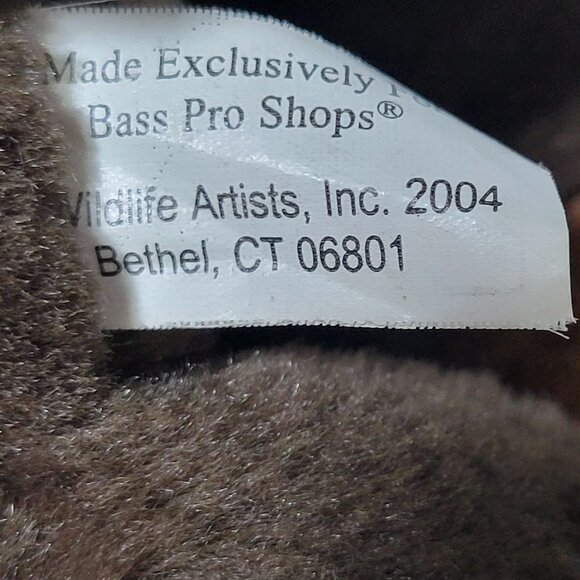 Made Exclusively
Bass Pro Shops®
Wildlife Artists, Inc. 2004
Bethel, CT 06801